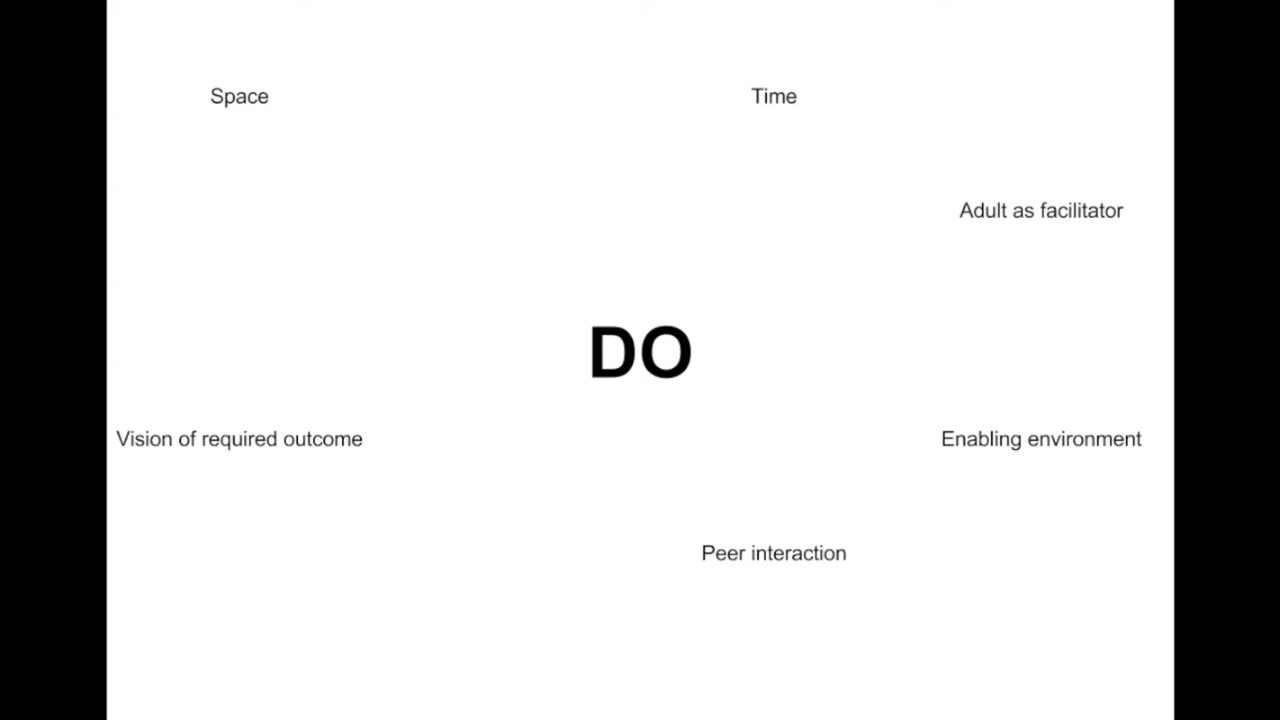 Space
Time
Adult as facilitator
DO
Vision of required outcome
Enabling environment
Peer interaction